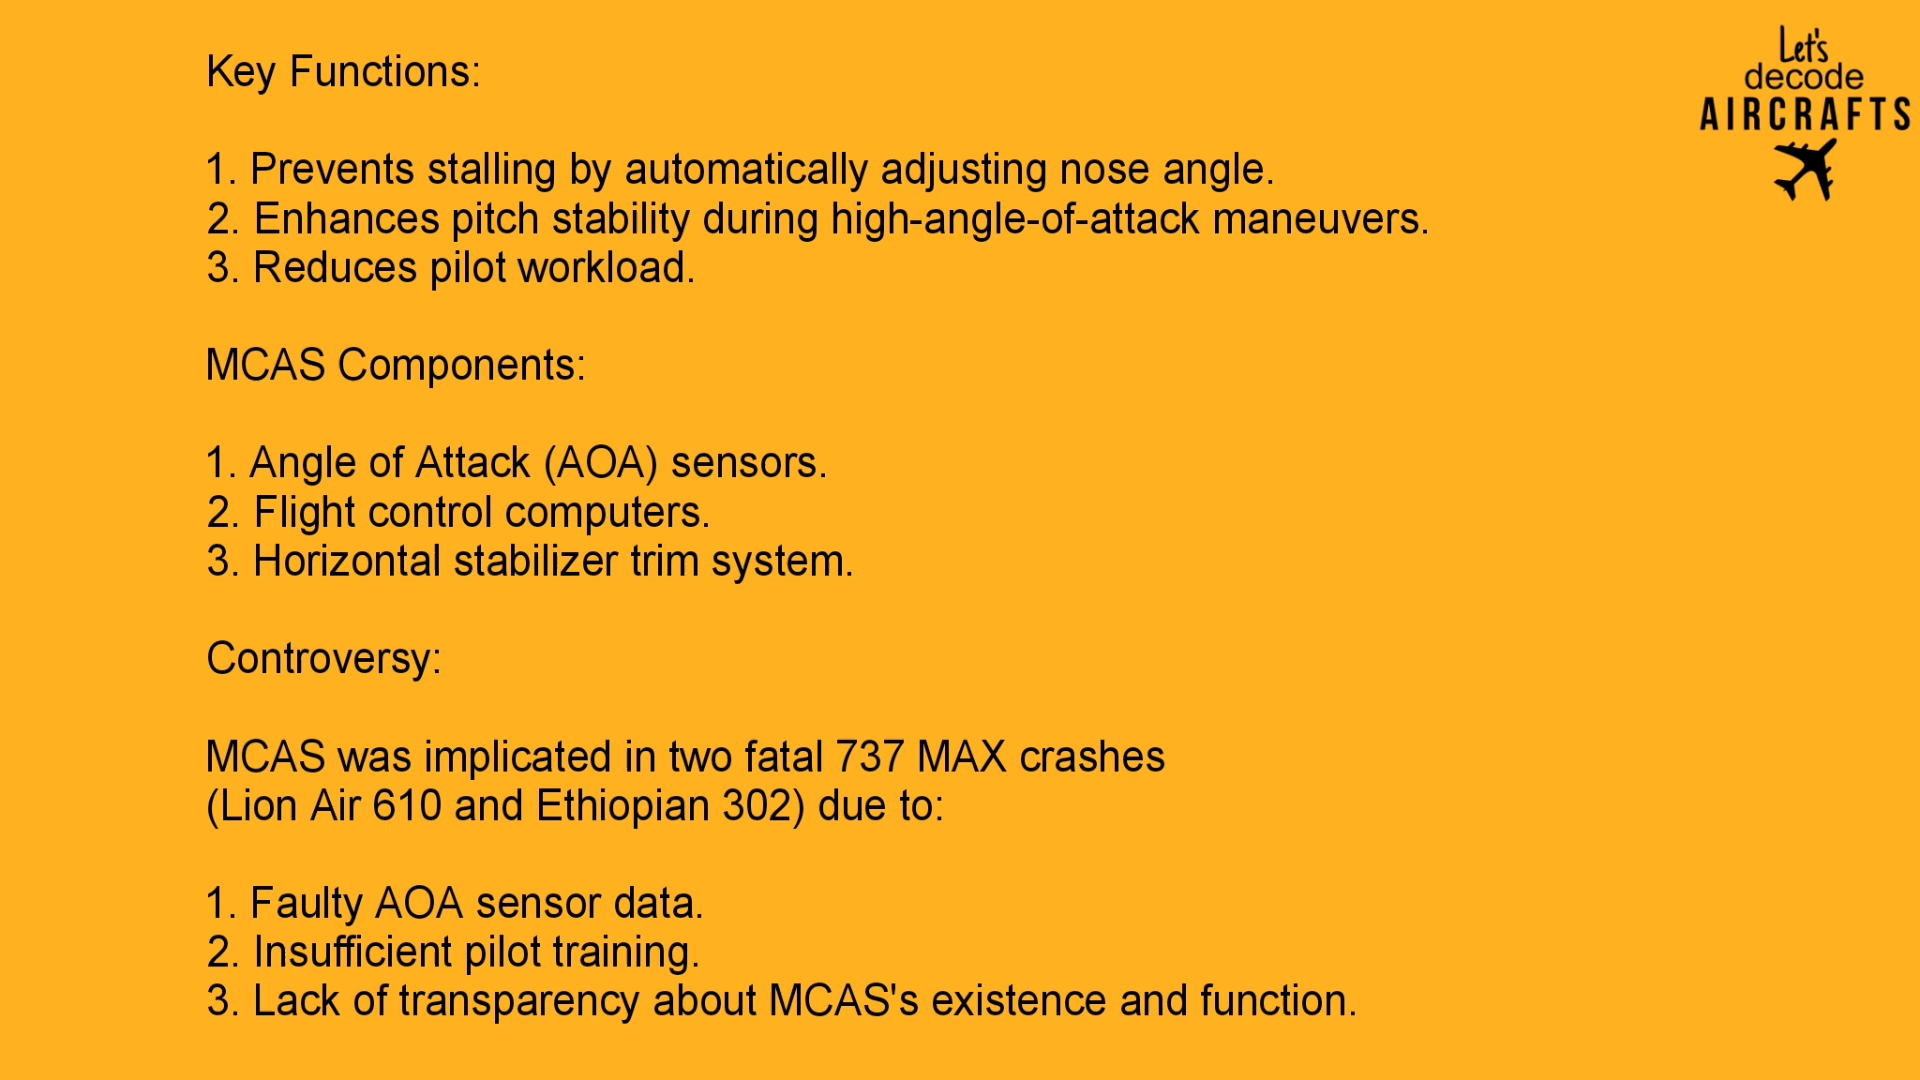 Let's
decode
AIRCRAFTS
Key Functions:
1. Prevents stalling by automatically adjusting nose angle.
2. Enhances pitch stability during high-angle-of-attack maneuvers.
3. Reduces pilot workload.
MCAS Components:
1. Angle of Attack (AOA) sensors.
2. Flight control computers.
3. Horizontal stabilizer trim system.
Controversy:
MCAS was implicated in two fatal 737 MAX crashes
(Lion Air 610 and Ethiopian 302) due to:
1. Faulty AOA sensor data.
2. Insufficient pilot training.
3. Lack of transparency about MCAS's existence and function.